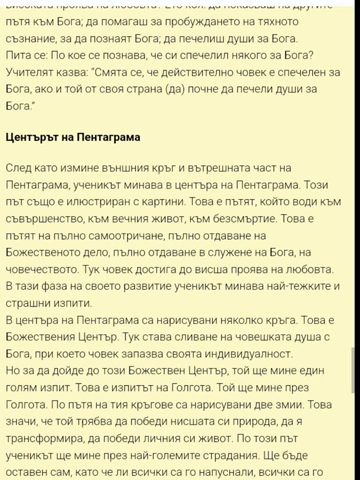 пътя към Бога; да помагаш за пробуждането на тяхното
съзнание, за да познаят Бога; да печелиш души за Бога.
Пита се: По кое се познава, че си спечелил някого за Бога?
Учителят казва: "Смята се, че действително човек е спечелен за
Бога, ако и той от своя страна (да) почне да печели души за
Бога."
Центърът на Пентаграма
След като измине външния кръг и вътрешната част на
Пентаграма, ученикът минава в центъра на Пентаграма. Този
път също е илюстриран с картини. Това е пътят, който води към
съвършенство, към вечния живот, към безсмъртие. Това е
пътят на пълно самоотричане, пълно отдаване на
Божественото дело, пълно отдаване в служене на Бога, на
човечеството. Тук човек достига до висша проява на любовта.
В тази фаза на своето развитие ученикът минава най-тежките и
страшни изпити.
В центъра на Пентаграма са нарисувани няколко кръга. Това е
Божествения Център. Тук става сливане на човешката душа с
Бога, при което човек запазва своята индивидуалност.
Но за да дойде до този Божествен Център, той ще мине един
голям изпит. Това е изпитът на Голгота. Той ще мине през
Голгота. По пътя на тия кръгове са нарисувани две змии. Това
значи, че той трябва да победи нисшата си природа, да я
трансформира, да победи личния си живот. По този път
ученикът ще мине през най-големите страдания. Ще бъде
оставен сам, като че ли всички са го напуснали, всички са го